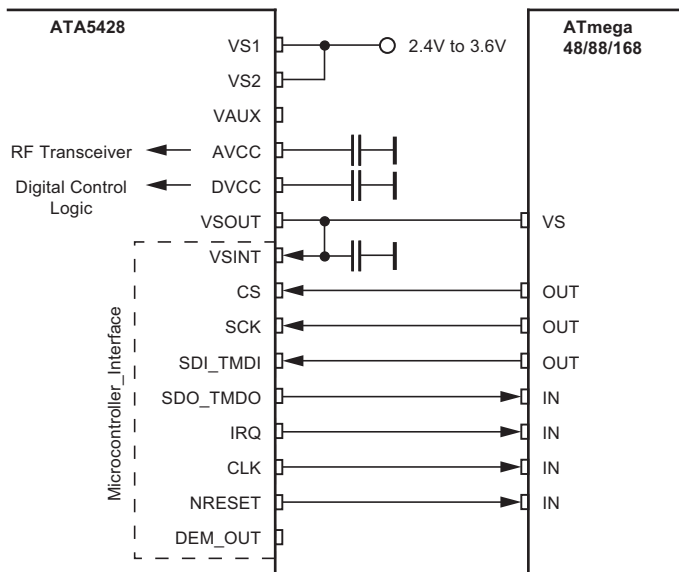 ATA5428
ATmega
48/88/168
VS1
2.4V to 3.6V
VS2
VAUX
RF Transceiver
AVCC
Digital Control
Logic
DVCC
VSOUT
VS
VSINT
Microcontroller_Interface
CS
OUT
SCK
OUT
SDI_TMDI
OUT
SDO_TMDO
IN
IRQ
IN
CLK
IN
NRESET
IN
DEM_OUT